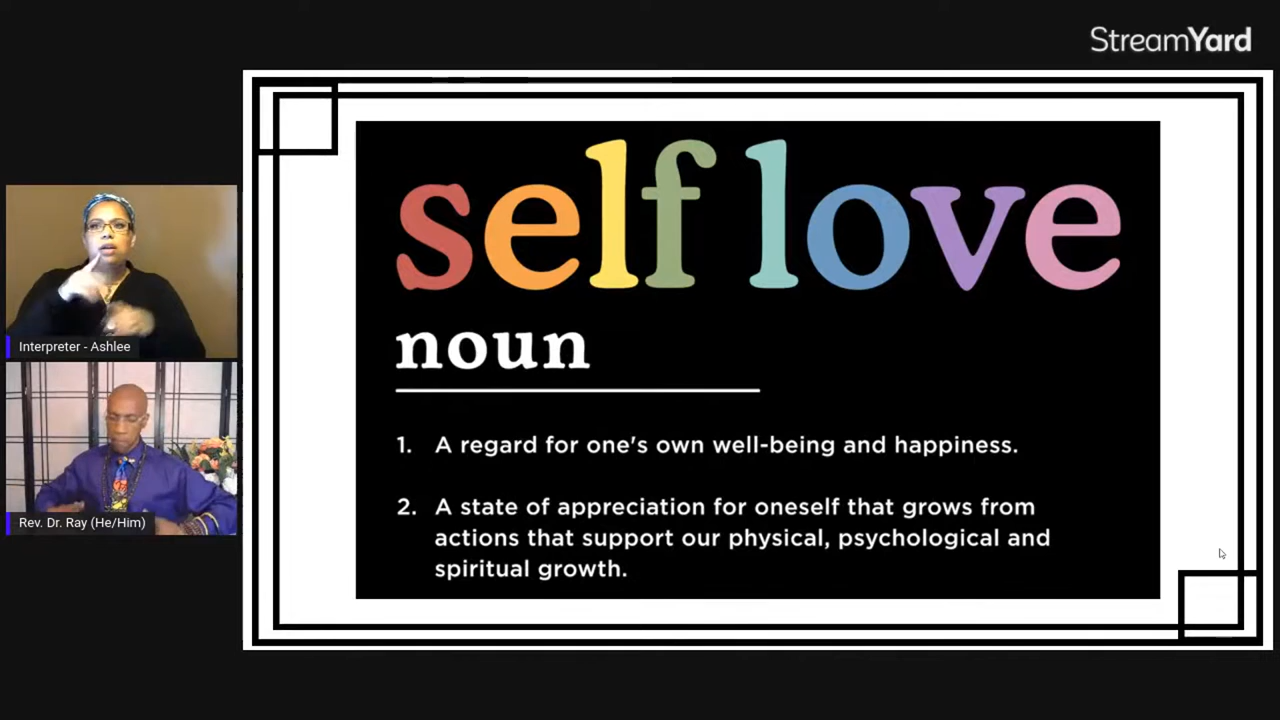 StreamYard
self love
noun
1. A regard for one's own well-being and happiness.
2. A state of appreciation for oneself that grows from
actions that support our physical, psychological and
spiritual growth.
Interpreter - Ashlee
Rev. Dr. Ray (He/Him)